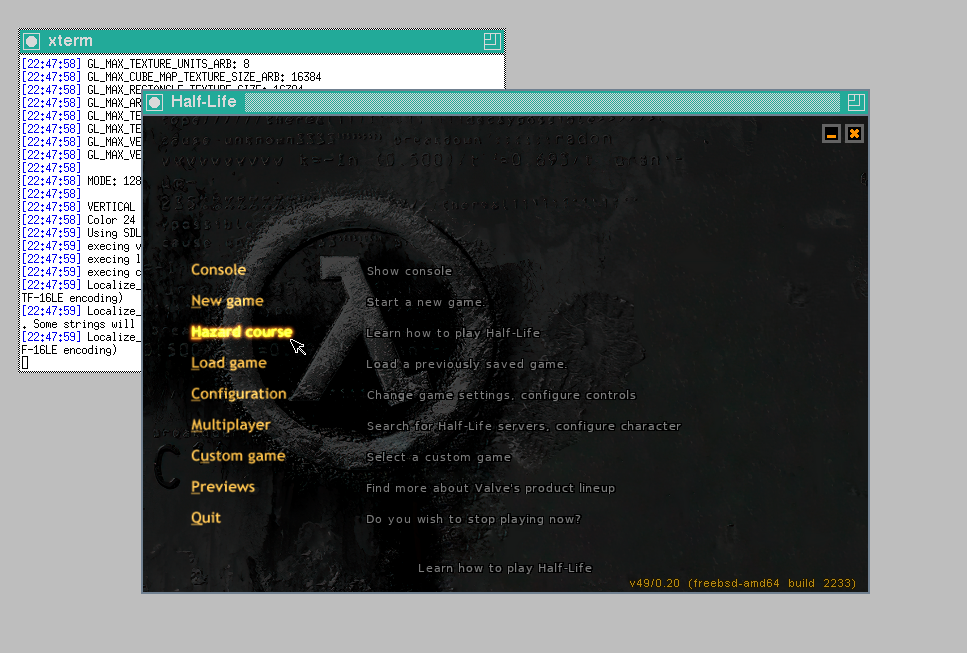 xterm
[22:47:58] GL_MAX_TEXTURE_UNITS_ARB: 8
[22:47:58] GL_MAX_CUBE_MAP_TEXTURE_SIZE_ARB: 16384
[22:47:58] GL_MAX_RECTANGLE_TEXTURE_SIZE: 16384
[22:47:58] GL_MAX_AR
[22:47:58] GL_MAX_TE
[22:47:58] GL_MAX_TE
[22:47:58] GL_MAX_VE
[22:47:58] GL_MAX_VE
[22:47:58]
[22:47:58] MODE: 128
[22:47:58]
[22:47:58] VERTICAL
[22:47:58] Color 24
[22:47:59] Using SDL
[22:47:59] execing v
[22:47:59] execing l
[22:47:59] execing c
[22:47:59] Localize_
TF-16LE encoding)
[22:47:59] Localize_
. Some strings will
[22:47:59] Localize_
F-16LE encoding)
Half-Life
Console Show console
New game Start a new game.
Hazard course Learn how to play Half-Life
Load game Load a previously saved game.
Configuration Change game settings, configure controls
Multiplayer Search for Half-Life servers, configure character
Custom game Select a custom game
Previews Find more about Valve's product lineup
Quit Do you wish to stop playing now?
Learn how to play Half-Life
v49/0.20 (freebsd-amd64 build 2233)